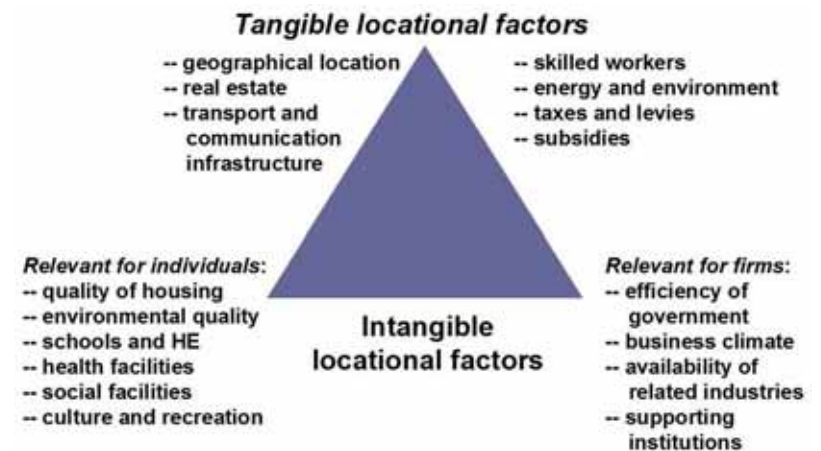 Tangible locational factors
-- geographical location
-- real estate
-- transport and
communication
infrastructure
-- skilled workers
-- energy and environment
-- taxes and levies
-- subsidies
Relevant for individuals:
-- quality of housing
-- environmental quality
-- schools and HE
-- health facilities
-- social facilities
-- culture and recreation
Intangible
locational factors
Relevant for firms:
-- efficiency of
government
-- business climate
-- availability of
related industries
-- supporting
institutions